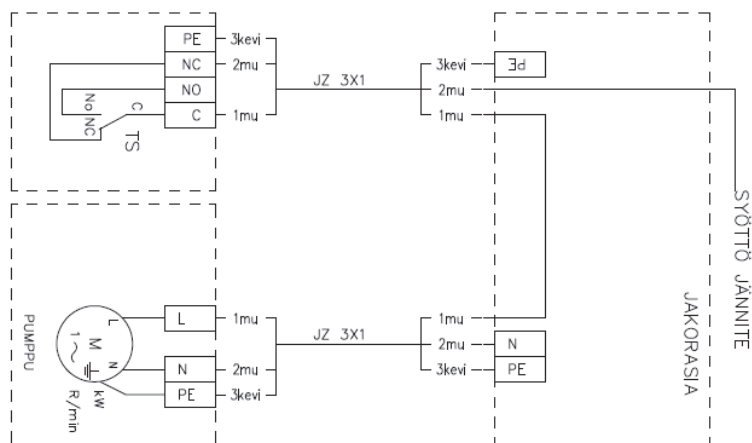 PE 3kevi
NC 2mu
NO
C 1mu
No NC C
TS
JZ 3X1
3kevi PE
2mu
1mu
SYÖTTÖ JÄNNITE
JAKORASIA
L 1mu
N 2mu
PE 3kevi
L
M
N
1~
kW
R/min
PUMPPU
JZ 3X1
1mu
2mu N
3kevi PE